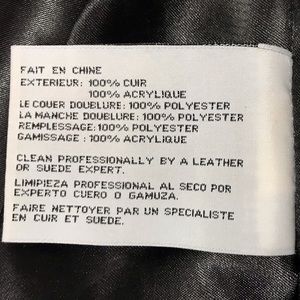 FAIT EN CHINE
EXTERIEUR: 100% CUIR
100% ACRYLIQUE
LE COUER DOUBLURE: 100% POLYESTER
LA MANCHE DOUBLURE: 100% POLYESTER
REMPLESSAGE: 100% POLYESTER
GAMISSAGE : 100% ACRYLIQUE
CLEAN PROFESSIONALLY BY A LEATHER
OR SUEDE EXPERT.
LIMIPIEZA PROFESSIONAL AL SECO POR
EXPERTO CUERO O GAMUZA.
FAIRE NETTOYER PAR UN SPECIALISTE
EN CUIR ET SUEDE.